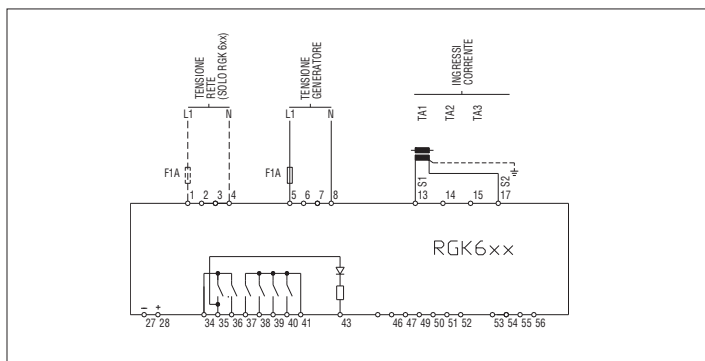 TENSIONE
RETE
(SOLO RGK 6xx)
TENSIONE
GENERATORE
INGRESSI
CORRENTE
TA1 TA2 TA3
L1 N L1 N
F1A F1A
S1 S2
1 2 3 4 5 6 7 8 13 14 15 17
RGK6xx
– +
27 28 34 35 36 37 38 39 40 41 43 46 47 49 50 51 52 53 54 55 56